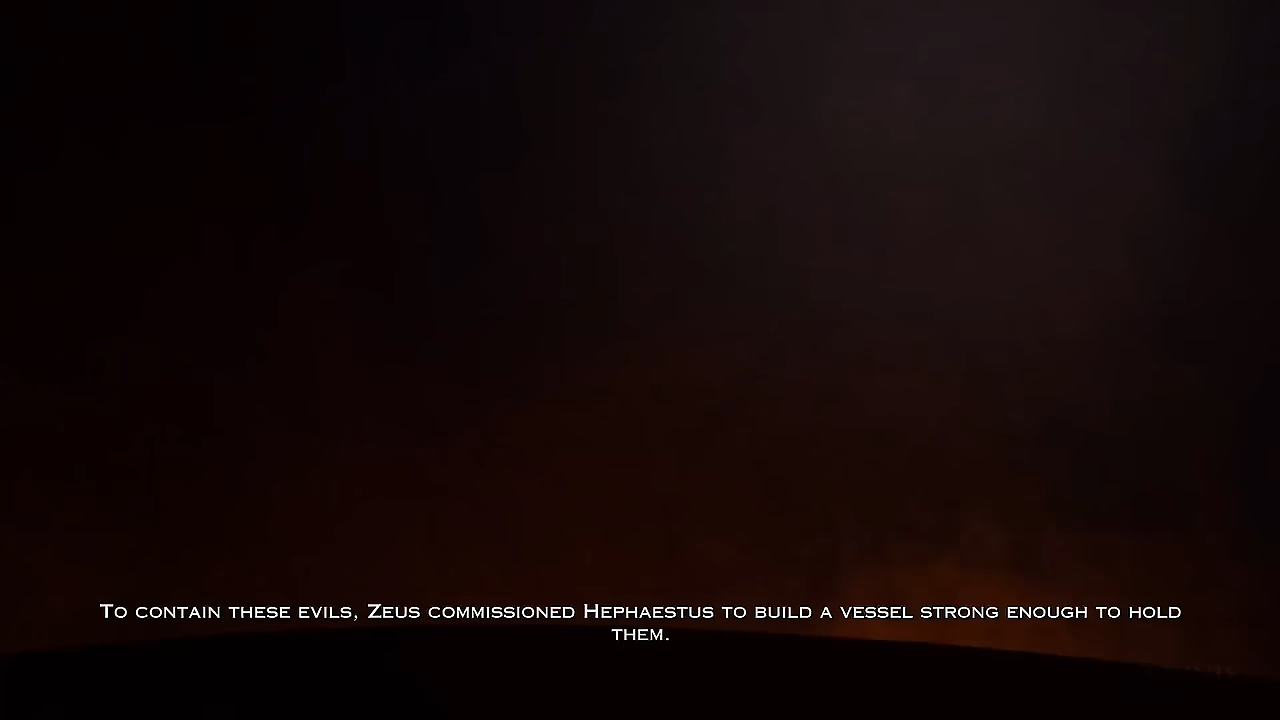 To contain these evils, Zeus commissioned Hephaestus to build a vessel strong enough to hold
them.